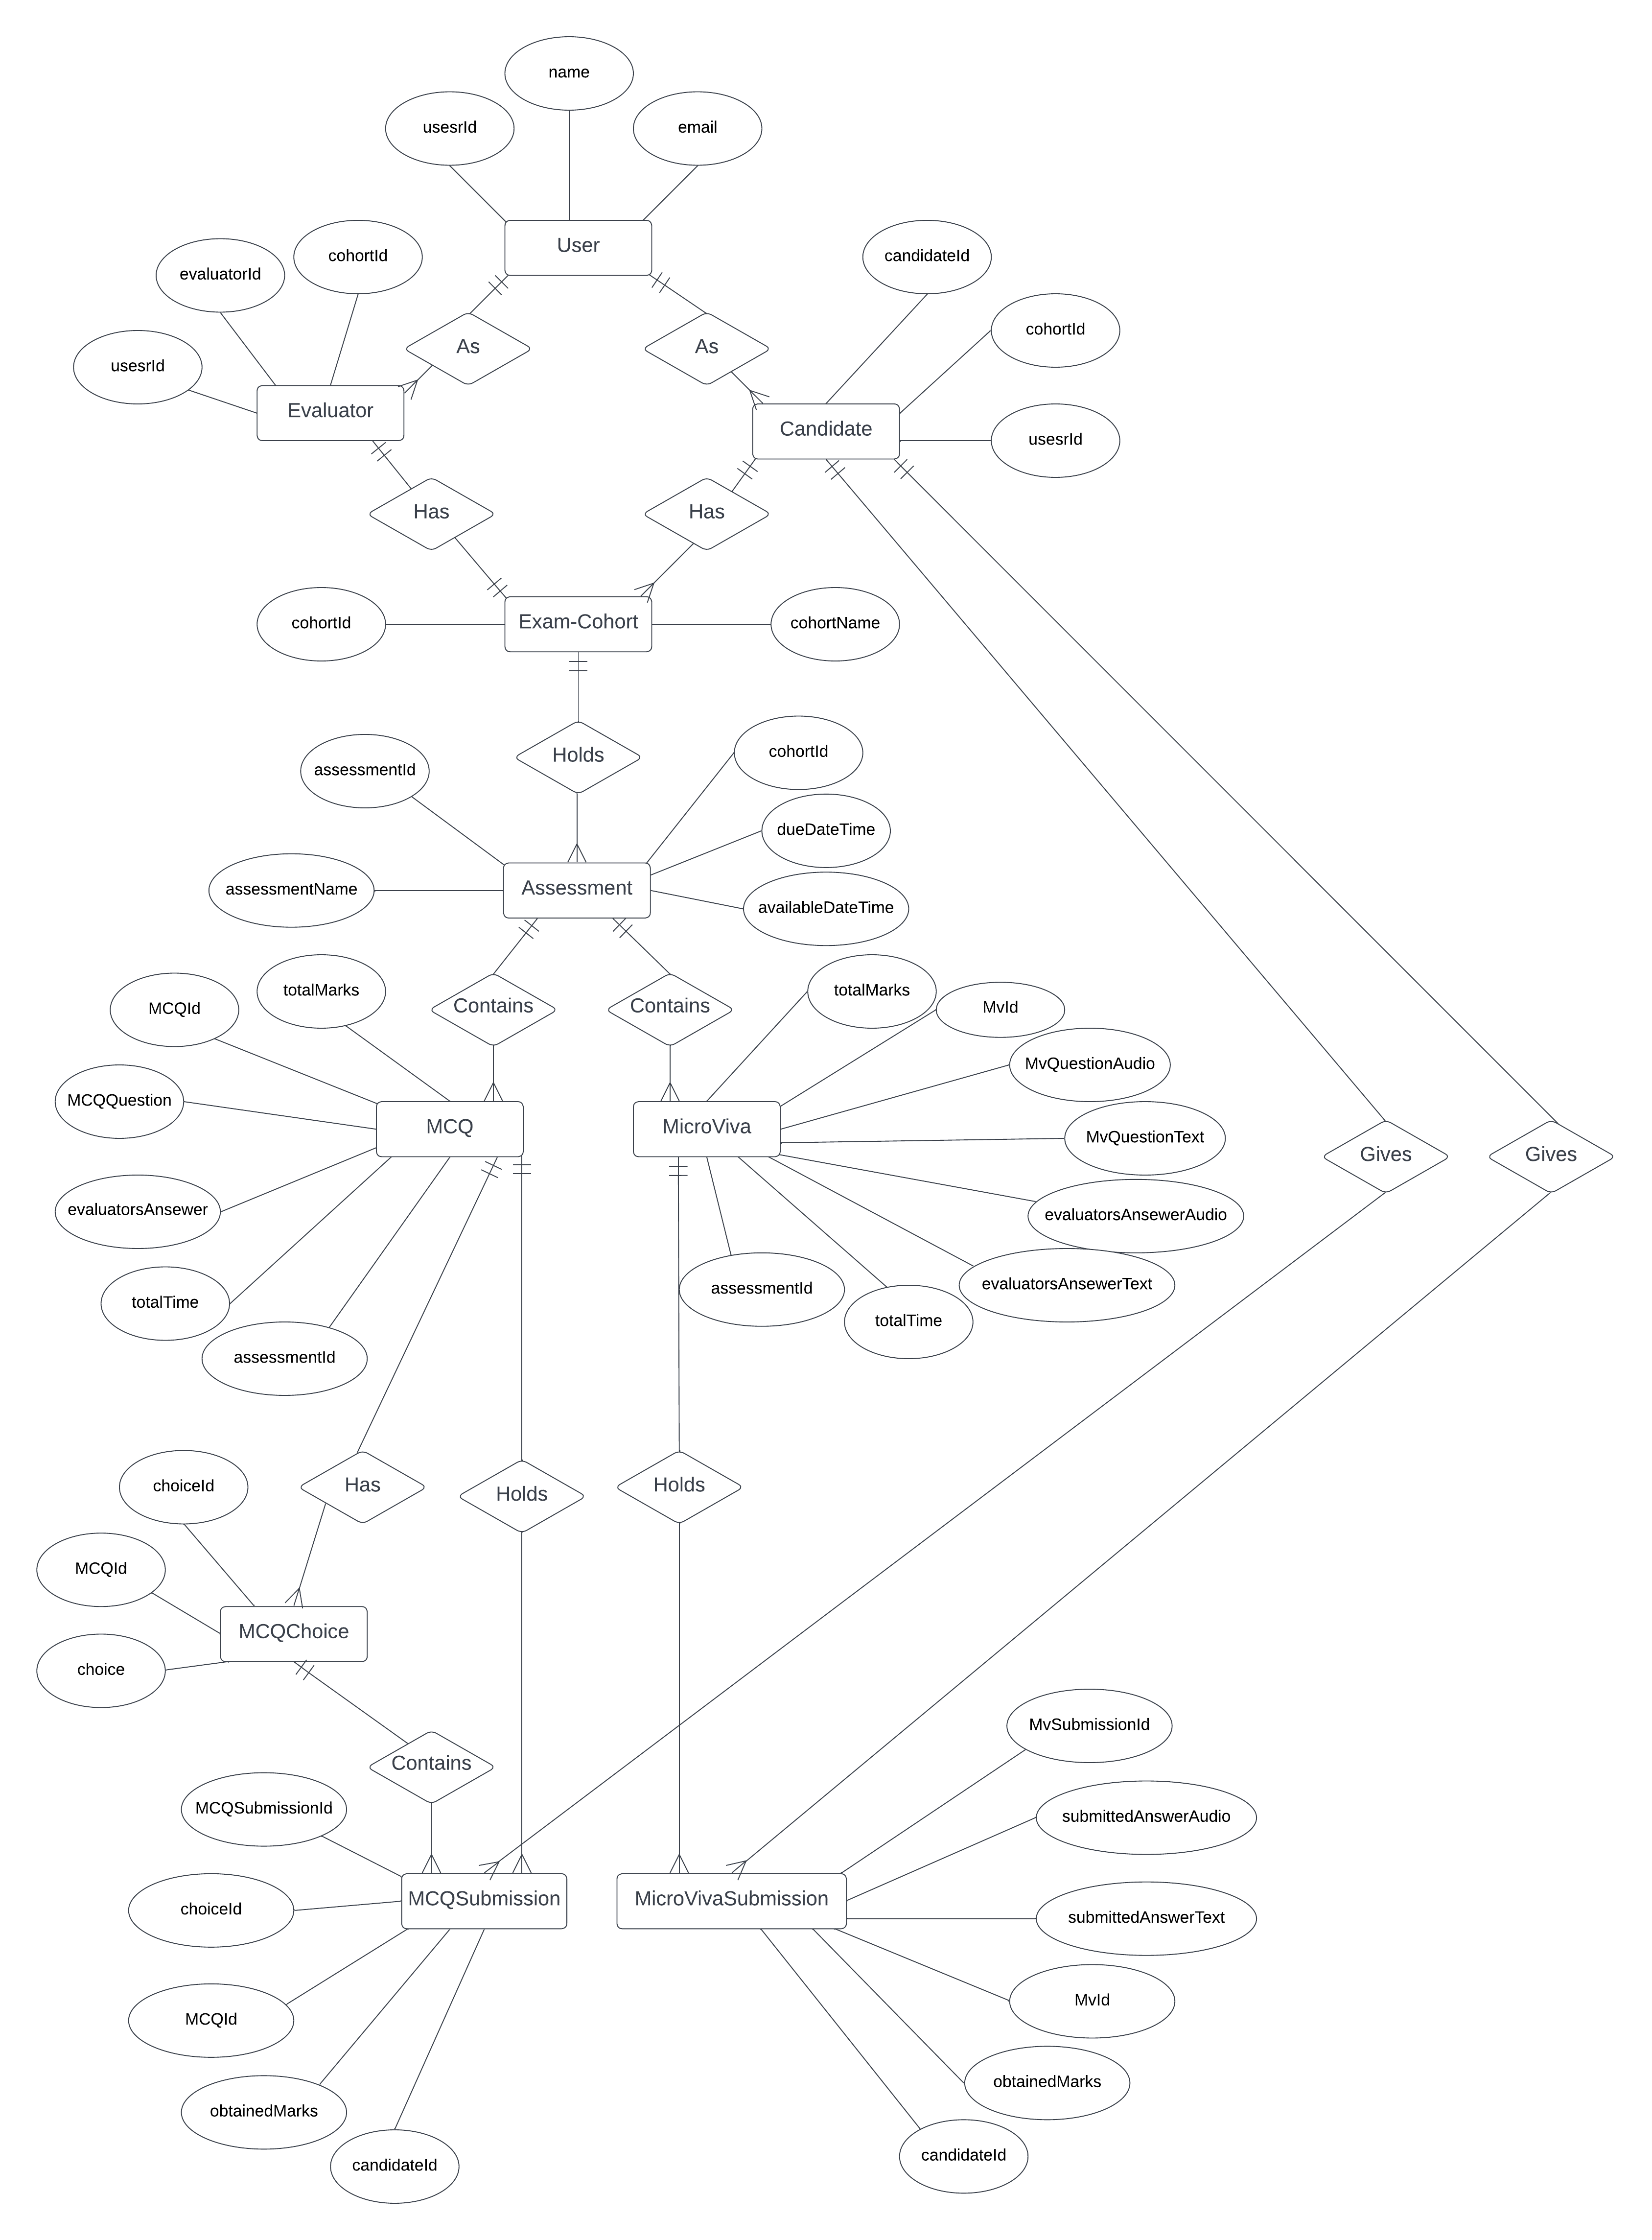 name
usesrId
email
User
evaluatorId
cohortId
candidateId
usesrId
cohortId
As
As
Evaluator
Candidate
usesrId
Has
Has
cohortId
Exam-Cohort
cohortName
assessmentId
Holds
cohortId
dueDateTime
assessmentName
Assessment
availableDateTime
MCQId
totalMarks
Contains
Contains
totalMarks
MvId
MvQuestionAudio
MCQQuestion
MCQ
MicroViva
MvQuestionText
Gives
Gives
evaluatorsAnsewer
evaluatorsAnsewerAudio
evaluatorsAnsewerText
totalTime
assessmentId
totalTime
assessmentId
choiceId
Has
Holds
Holds
MCQId
MCQChoice
choice
MvSubmissionId
Contains
MCQSubmissionId
submittedAnswerAudio
choiceId
MCQSubmission
MicroVivaSubmission
submittedAnswerText
MCQId
MvId
obtainedMarks
obtainedMarks
candidateId
candidateId